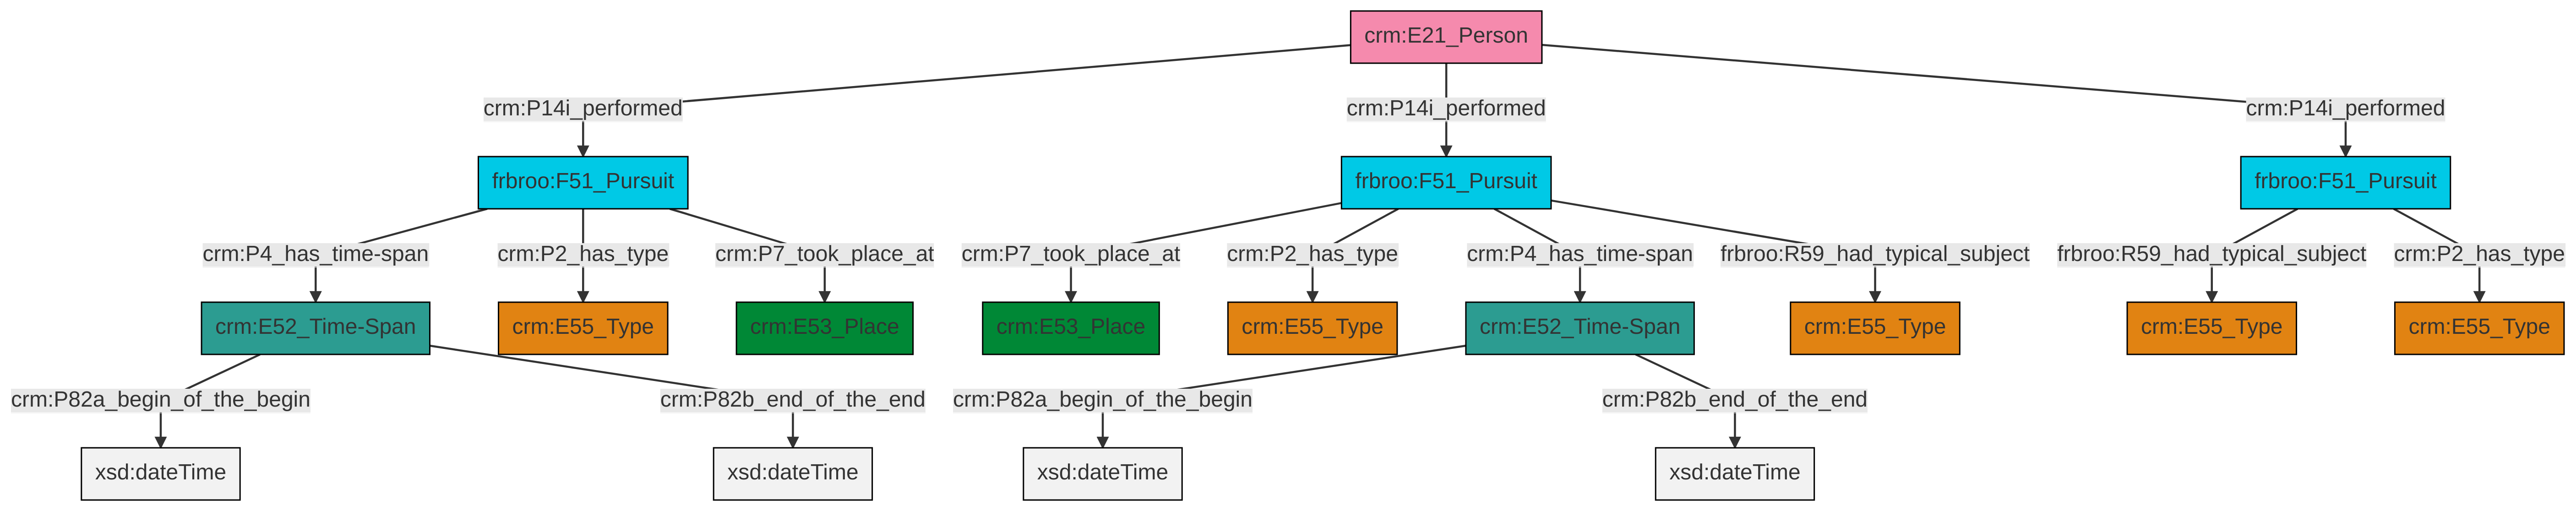 crm:E21_Person
crm:P14i_performed
crm:P14i_performed
crm:P14i_performed
frbroo:F51_Pursuit
frbroo:F51_Pursuit
frbroo:F51_Pursuit
crm:P4_has_time-span
crm:P2_has_type
crm:P7_took_place_at
crm:P7_took_place_at
crm:P2_has_type
crm:P4_has_time-span
frbroo:R59_had_typical_subject
frbroo:R59_had_typical_subject
crm:P2_has_type
crm:E52_Time-Span
crm:E55_Type
crm:E53_Place
crm:E53_Place
crm:E55_Type
crm:E52_Time-Span
crm:E55_Type
crm:E55_Type
crm:E55_Type
crm:P82a_begin_of_the_begin
crm:P82b_end_of_the_end
crm:P82a_begin_of_the_begin
crm:P82b_end_of_the_end
xsd:dateTime
xsd:dateTime
xsd:dateTime
xsd:dateTime